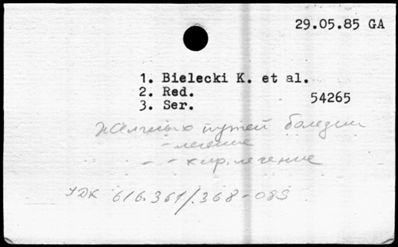 29.05.85 GA
1. Bielecki K. et al.
2. Red.
3. Ser.
54265
Желчных путей болезни
-лечение
- - хир. лечение
УДК 616.361/.368-089